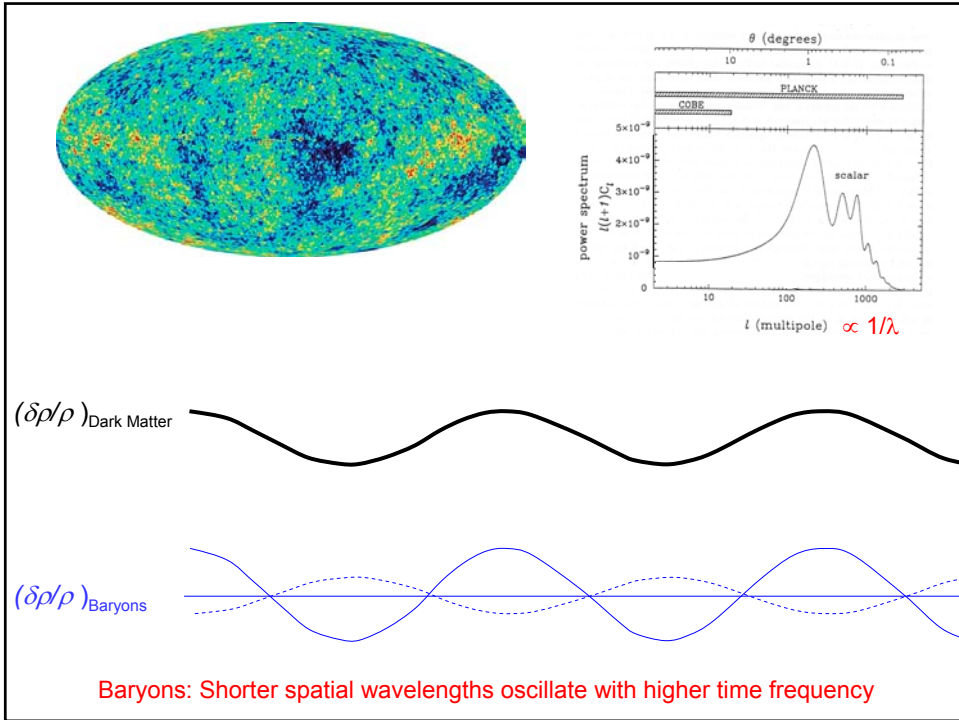 θ (degrees)
10 1 0.1
PLANCK
COBE
5×10⁻⁹
4×10⁻⁹
3×10⁻⁹
2×10⁻⁹
10⁻⁹
0
power spectrum
l(l+1)C_l
scalar
10 100 1000
l (multipole) ∝ 1/λ
(δρ/ρ)Dark Matter
(δρ/ρ)Baryons
Baryons: Shorter spatial wavelengths oscillate with higher time frequency